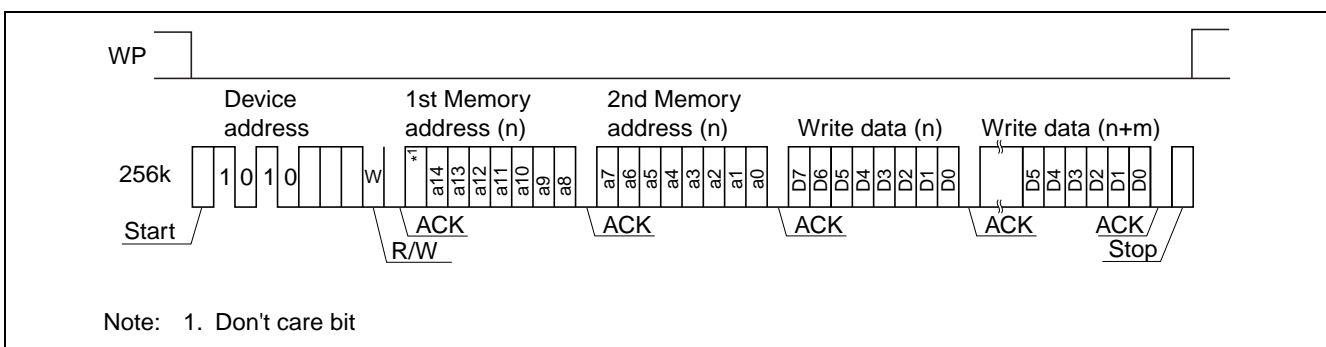 WP
Device address
1st Memory address (n)
2nd Memory address (n)
Write data (n)
Write data (n+m)
256k
1 0 1 0 W
*1 a14 a13 a12 a11 a10 a9 a8
a7 a6 a5 a4 a3 a2 a1 a0
D7 D6 D5 D4 D3 D2 D1 D0
D5 D4 D3 D2 D1 D0
Start
R/W
ACK
ACK
ACK
ACK
ACK
Stop
Note: 1. Don't care bit